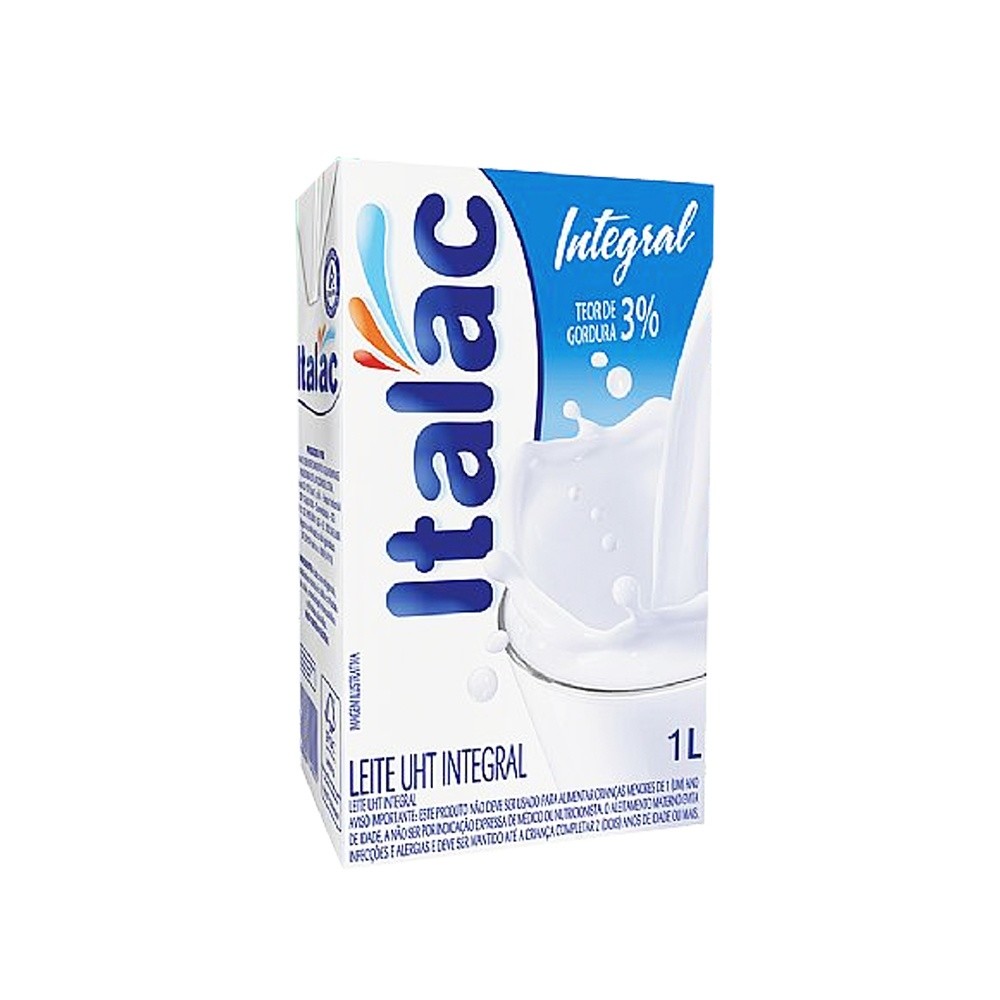 Italac
Integral
TEOR DE
GORDURA 3%
Italac
IMAGEM ILUSTRATIVA
1L
LEITE UHT INTEGRAL
LEITE UHT INTEGRAL
AVISO IMPORTANTE: ESTE PRODUTO NÃO DEVE SER USADO PARA ALIMENTAR CRIANÇAS MENORES DE 1 (UM) ANO
DE IDADE, A NÃO SER POR INDICAÇÃO EXPRESSA DE MÉDICO OU NUTRICIONISTA. O ALEITAMENTO MATERNO EVITA
INFECÇÕES E ALERGIAS E DEVE SER MANTIDO ATÉ A CRIANÇA COMPLETAR 2 (DOIS) ANOS DE IDADE OU MAIS.